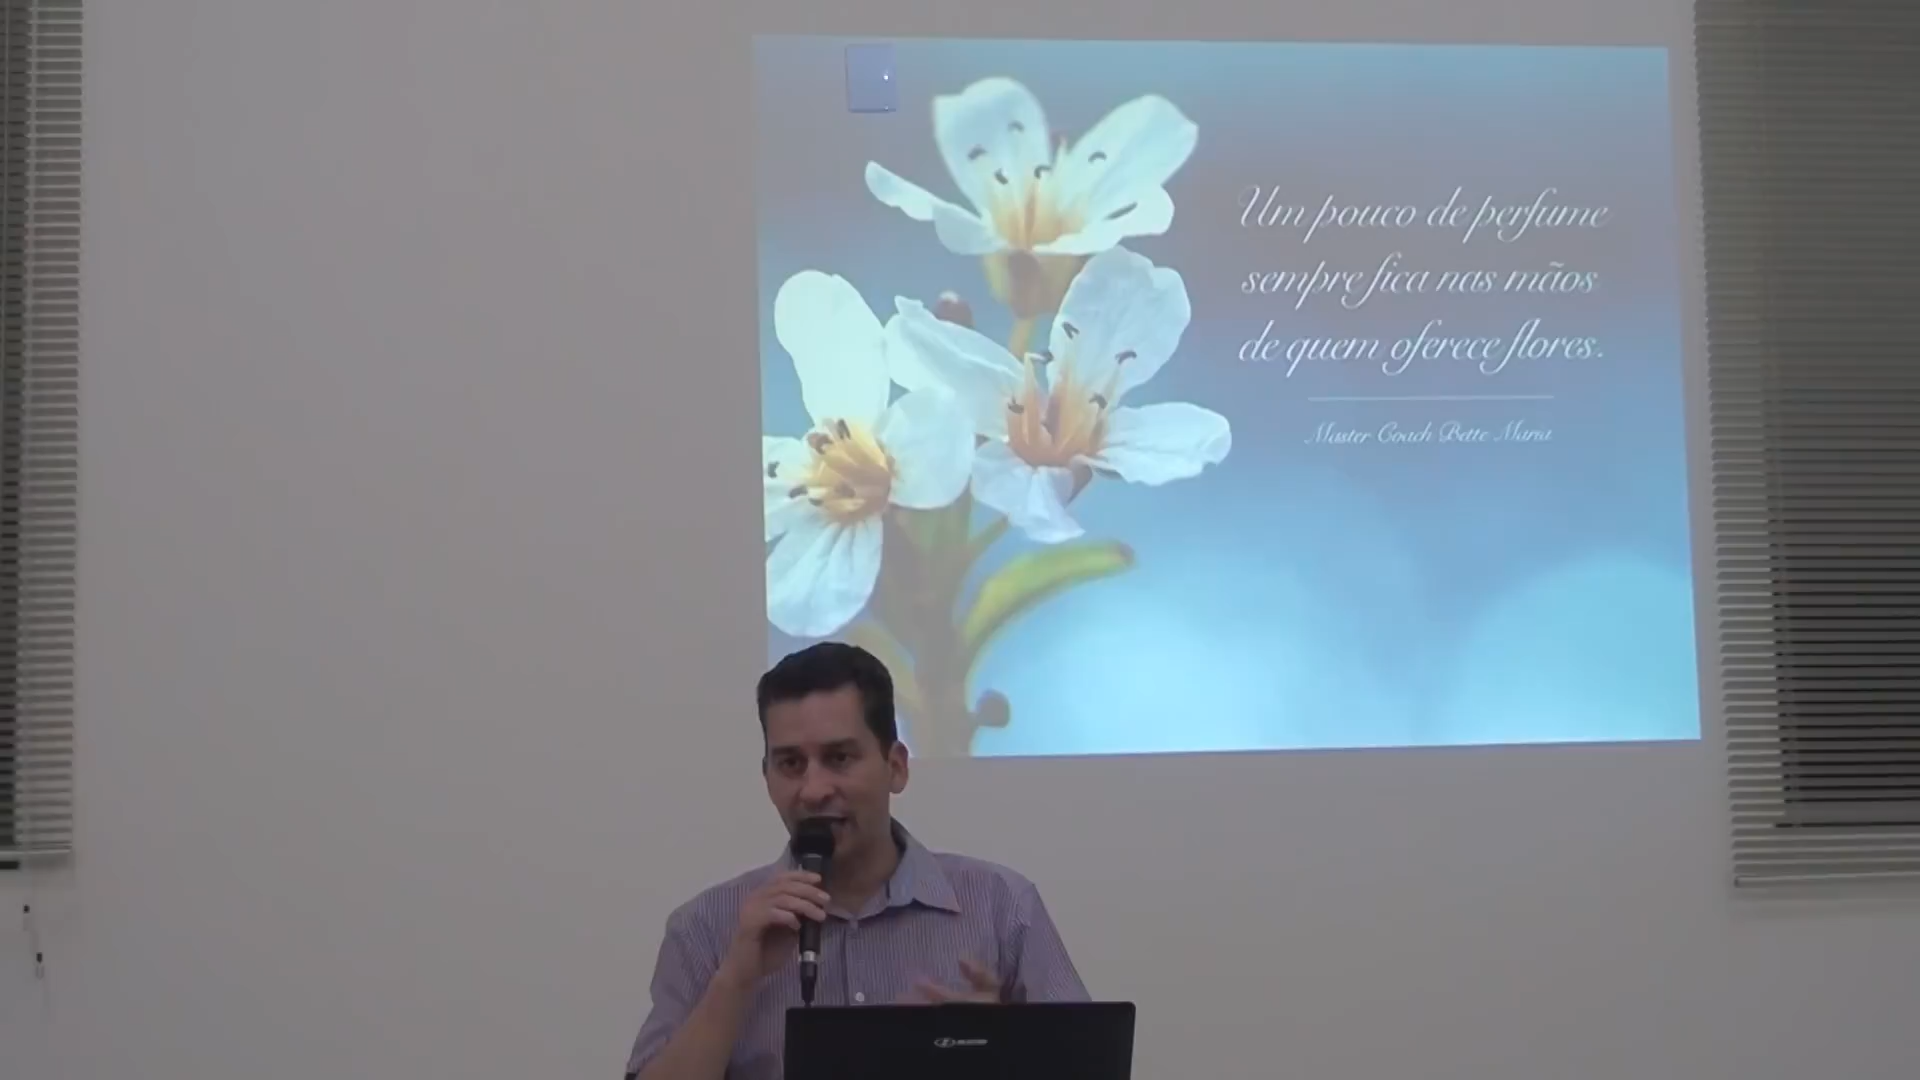 Um pouco de perfume
sempre fica nas mãos
de quem oferece flores.
Master Coach Bette Maria